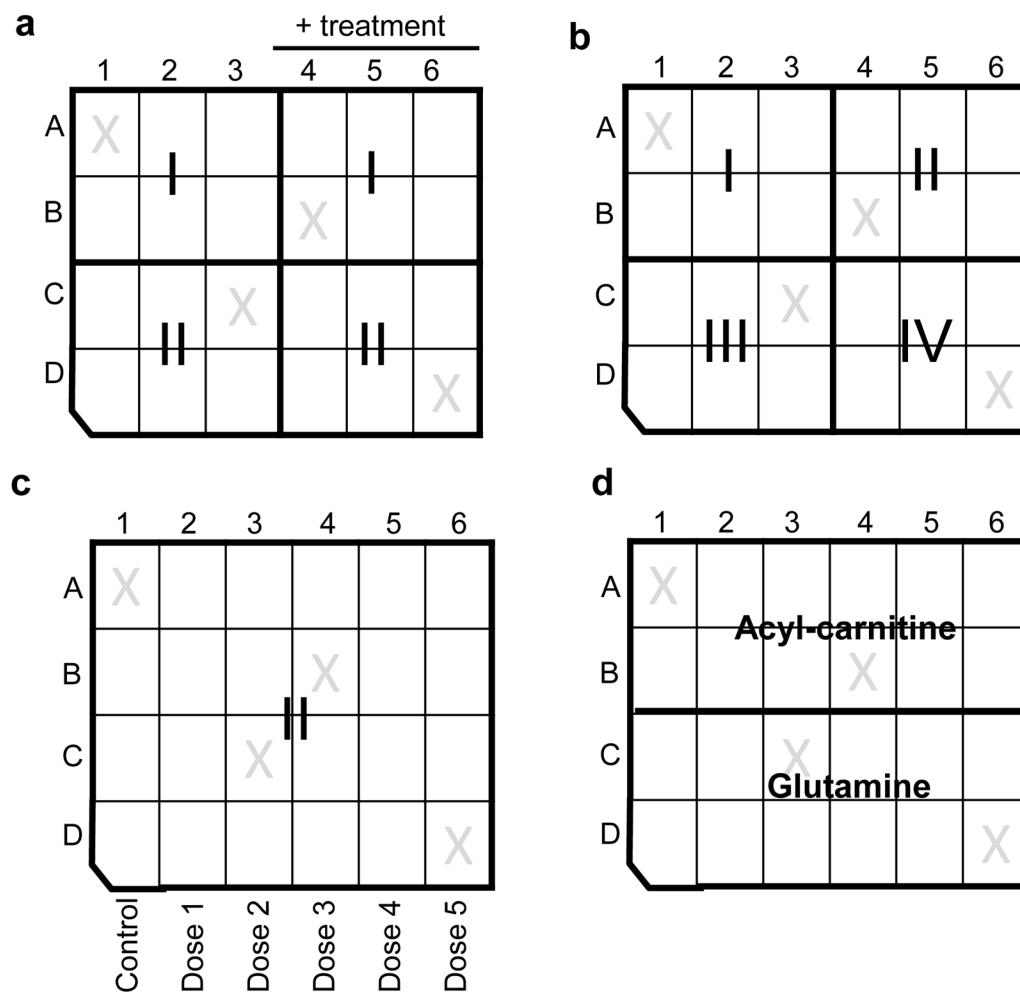 a
+ treatment
1 2 3 4 5 6
A X
I I
B X
C X
II II
D X
b
1 2 3 4 5 6
A X
I II
B X
C X
III IV
D X
c
1 2 3 4 5 6
A X
B X
II
C X
D X
Control Dose 1 Dose 2 Dose 3 Dose 4 Dose 5
d
1 2 3 4 5 6
A X
Acyl-carnitine
B X
C X
Glutamine
D X